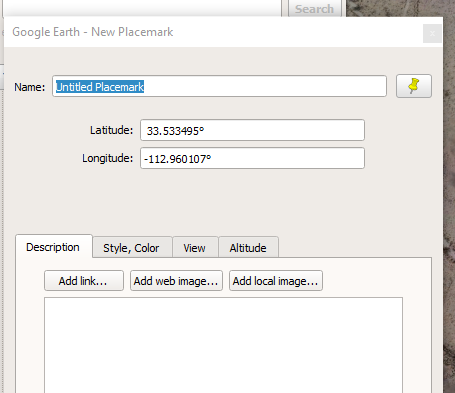 Search
Google Earth - New Placemark
Name: Untitled Placemark
Latitude: 33.533495°
Longitude: -112.960107°
Description Style, Color View Altitude
Add link... Add web image... Add local image...